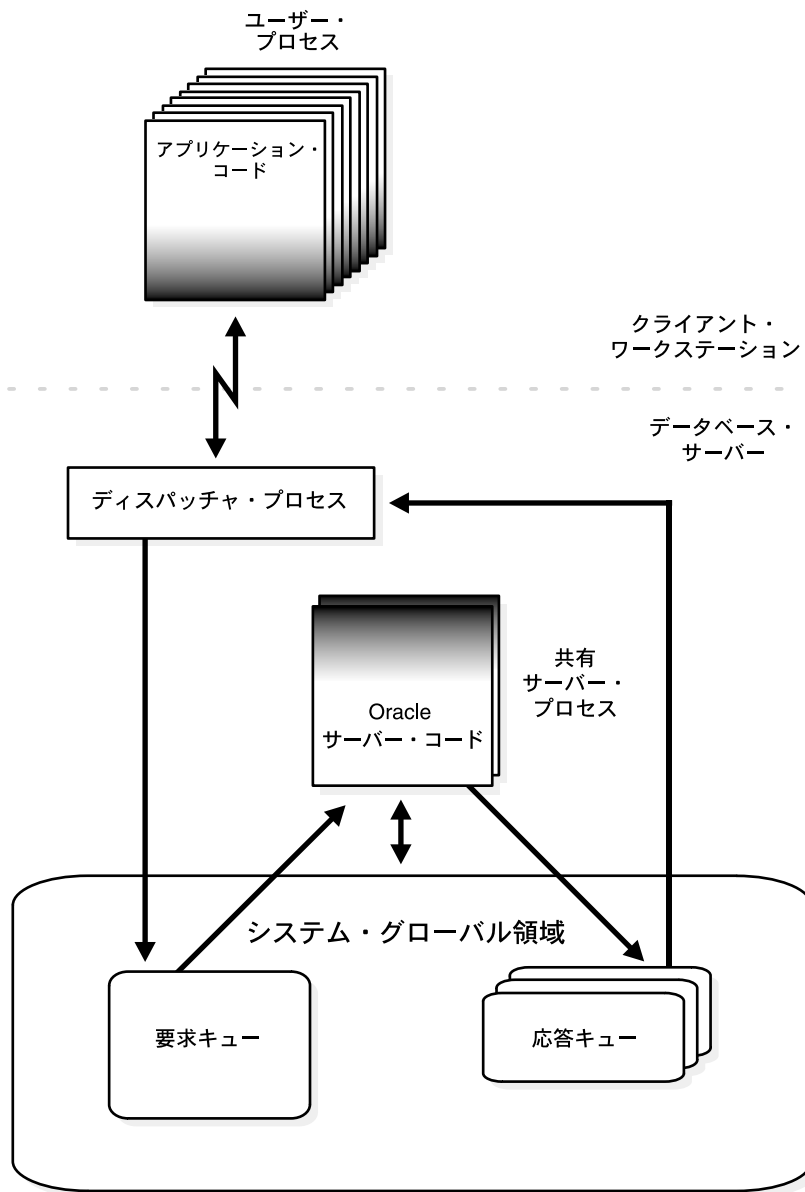 ユーザー・
プロセス
アプリケーション・
コード
クライアント・
ワークステーション
データベース・
サーバー
ディスパッチャ・プロセス
共有
サーバー・
プロセス
Oracle
サーバー・コード
システム・グローバル領域
要求キュー
応答キュー